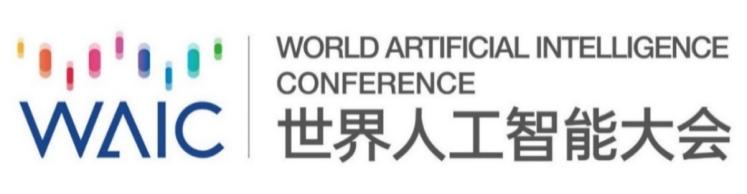 WAIC
WORLD ARTIFICIAL INTELLIGENCE
CONFERENCE
世界人工智能大会